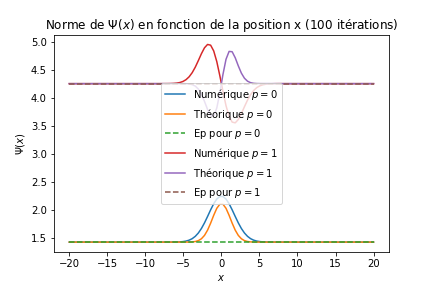 Norme de Ψ(x) en fonction de la position x (100 itérations)
5.0
4.5
4.0
3.5
3.0
2.5
2.0
1.5
Ψ(x)
Numérique p = 0
Théorique p = 0
Ep pour p = 0
Numérique p = 1
Théorique p = 1
Ep pour p = 1
−20 −15 −10 −5 0 5 10 15 20
x